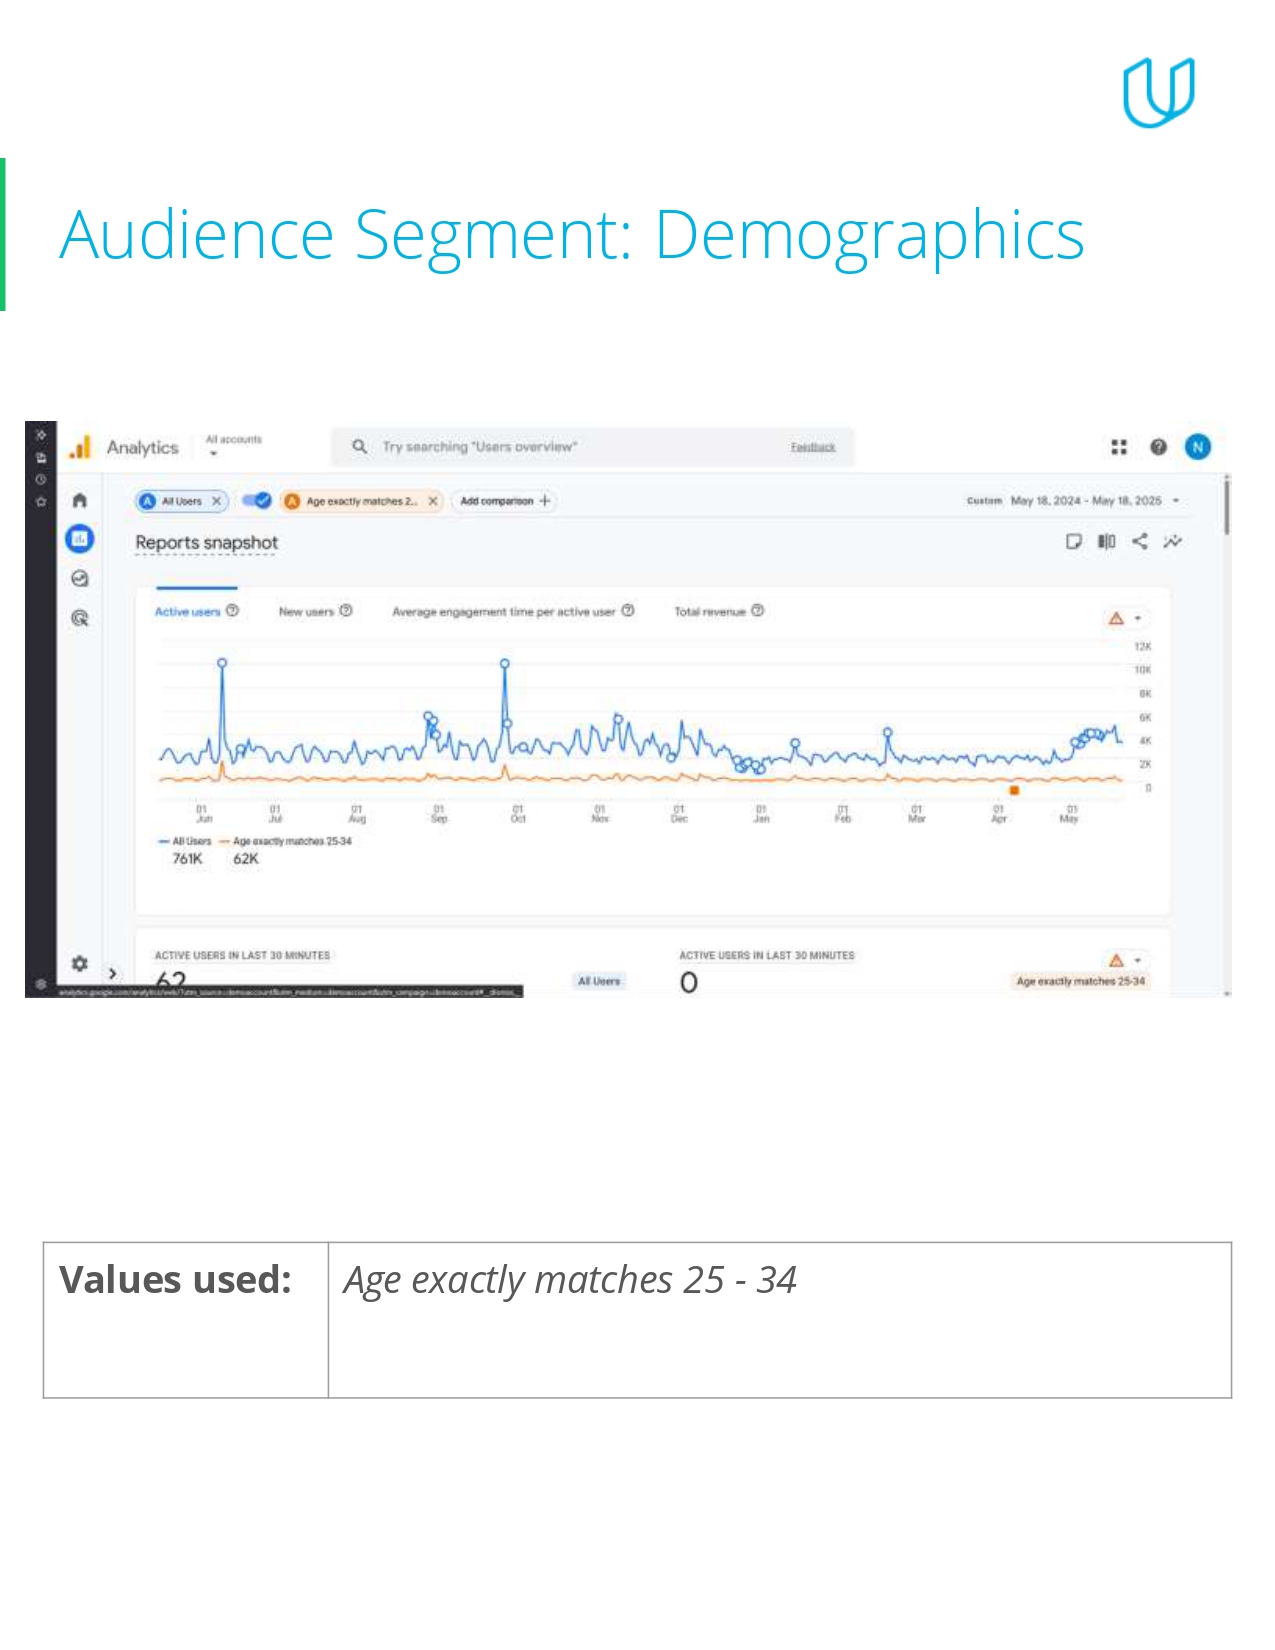 Audience Segment: Demographics
Analytics
All accounts
Try searching "Users overview"
Feedback
N
A All Users
A Age exactly matches 2...
Add comparison
Custom May 18, 2024 - May 18, 2025
Reports snapshot
Active users
New users
Average engagement time per active user
Total revenue
12K
10K
8K
6K
4K
2K
0
01 Jun
01 Jul
01 Aug
01 Sep
01 Oct
01 Nov
01 Dec
01 Jan
01 Feb
01 Mar
01 Apr
01 May
All Users
Age exactly matches 25-34
761K
62K
ACTIVE USERS IN LAST 30 MINUTES
62
All Users
ACTIVE USERS IN LAST 30 MINUTES
0
Age exactly matches 25-34
Values used:
Age exactly matches 25 - 34